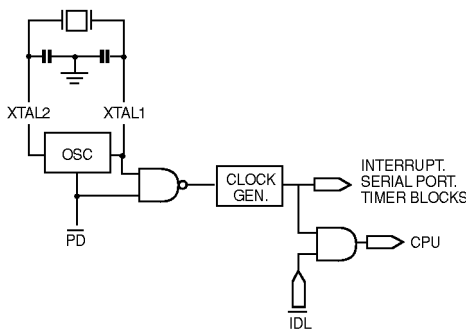 XTAL2
XTAL1
OSC
PD
CLOCK
GEN.
INTERRUPT.
SERIAL PORT.
TIMER BLOCKS
CPU
IDL